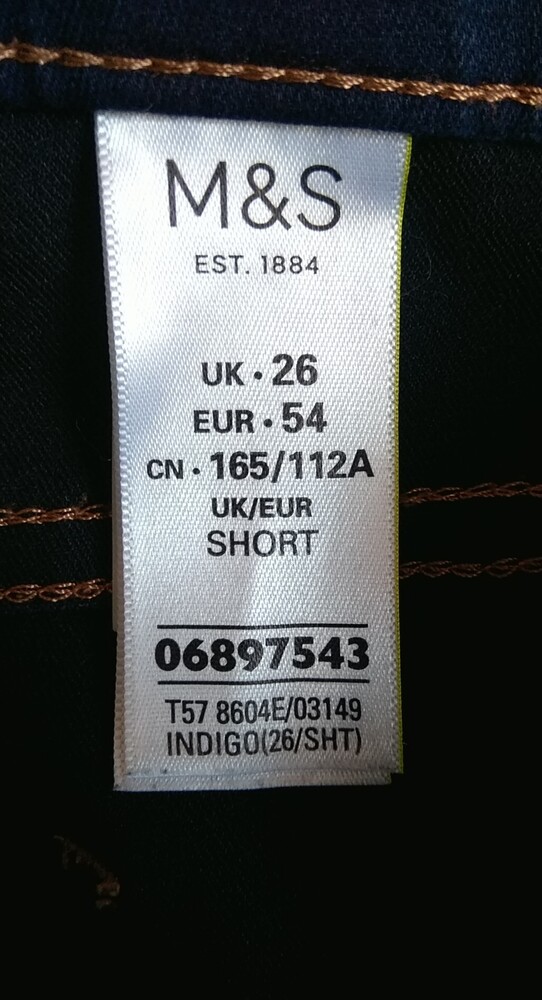 M&S
EST. 1884
UK · 26
EUR · 54
CN · 165/112A
UK/EUR
SHORT
06897543
T57 8604E/03149
INDIGO(26/SHT)